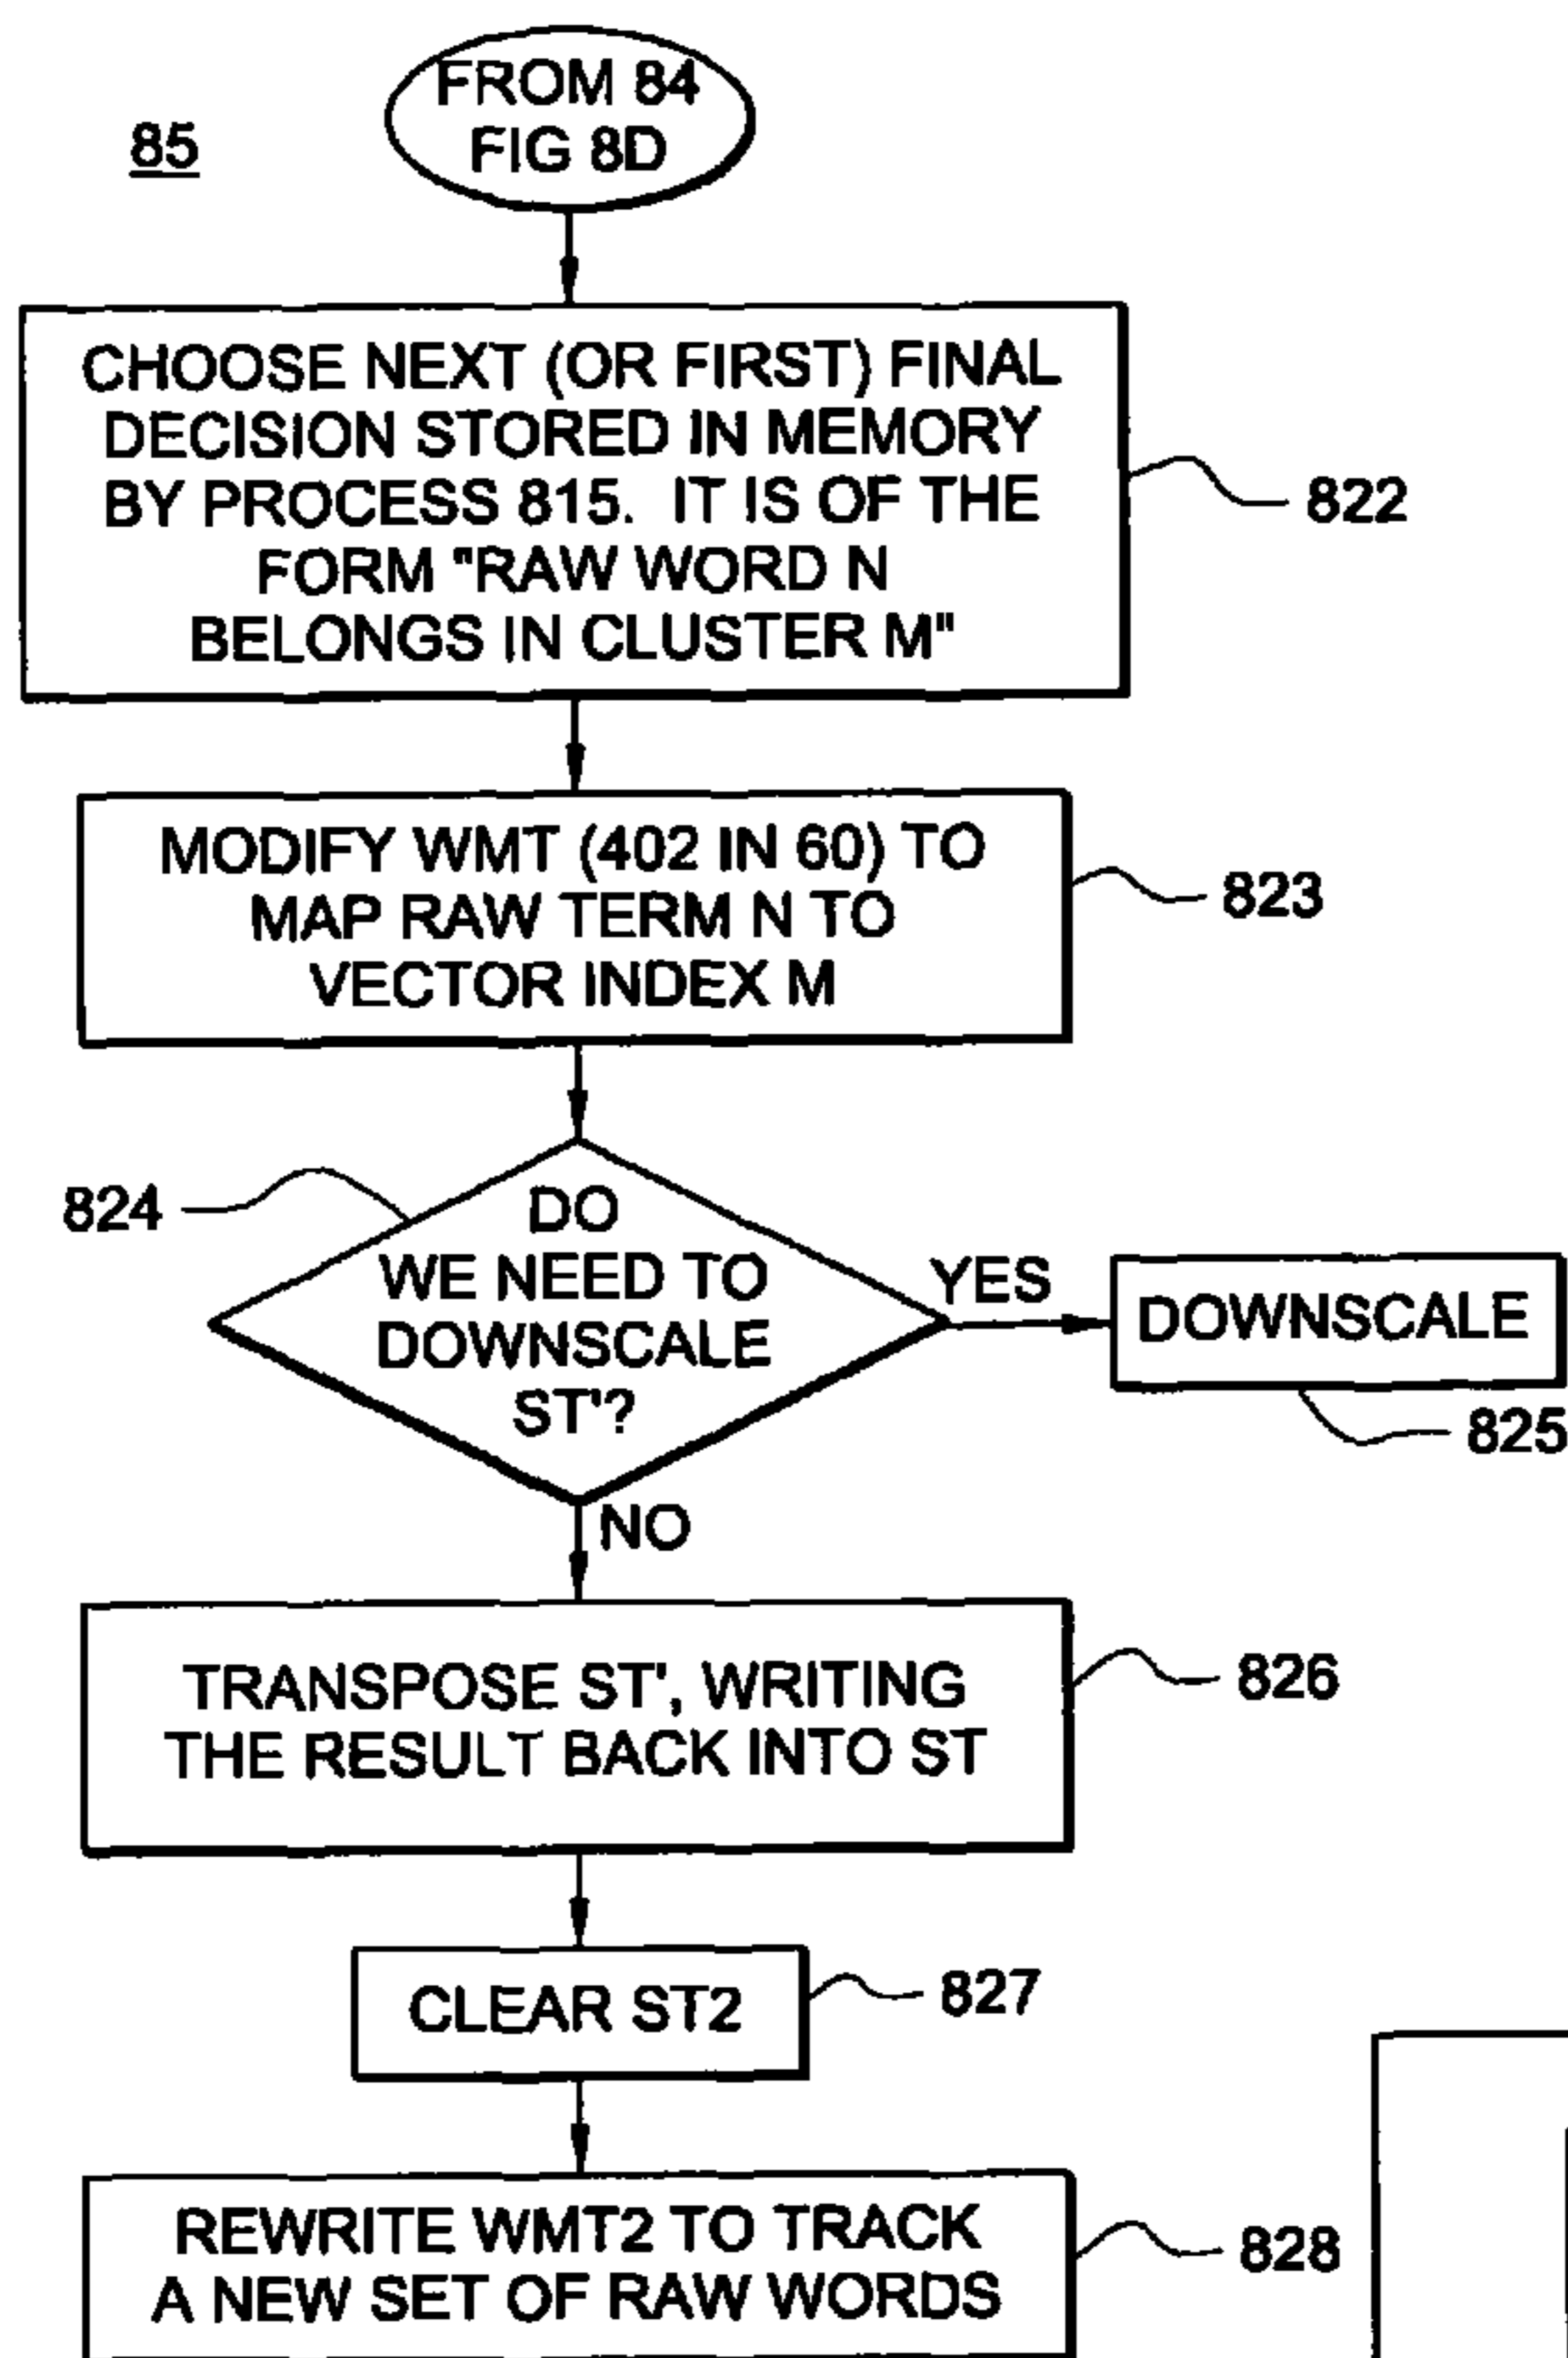 FROM 84
FIG 8D
85
CHOOSE NEXT (OR FIRST) FINAL
DECISION STORED IN MEMORY
BY PROCESS 815. IT IS OF THE
FORM "RAW WORD N
BELONGS IN CLUSTER M"
822
MODIFY WMT (402 IN 60) TO
MAP RAW TERM N TO
VECTOR INDEX M
823
824
DO
WE NEED TO
DOWNSCALE
ST'?
YES
DOWNSCALE
825
NO
TRANSPOSE ST', WRITING
THE RESULT BACK INTO ST
826
CLEAR ST2
827
REWRITE WMT2 TO TRACK
A NEW SET OF RAW WORDS
828